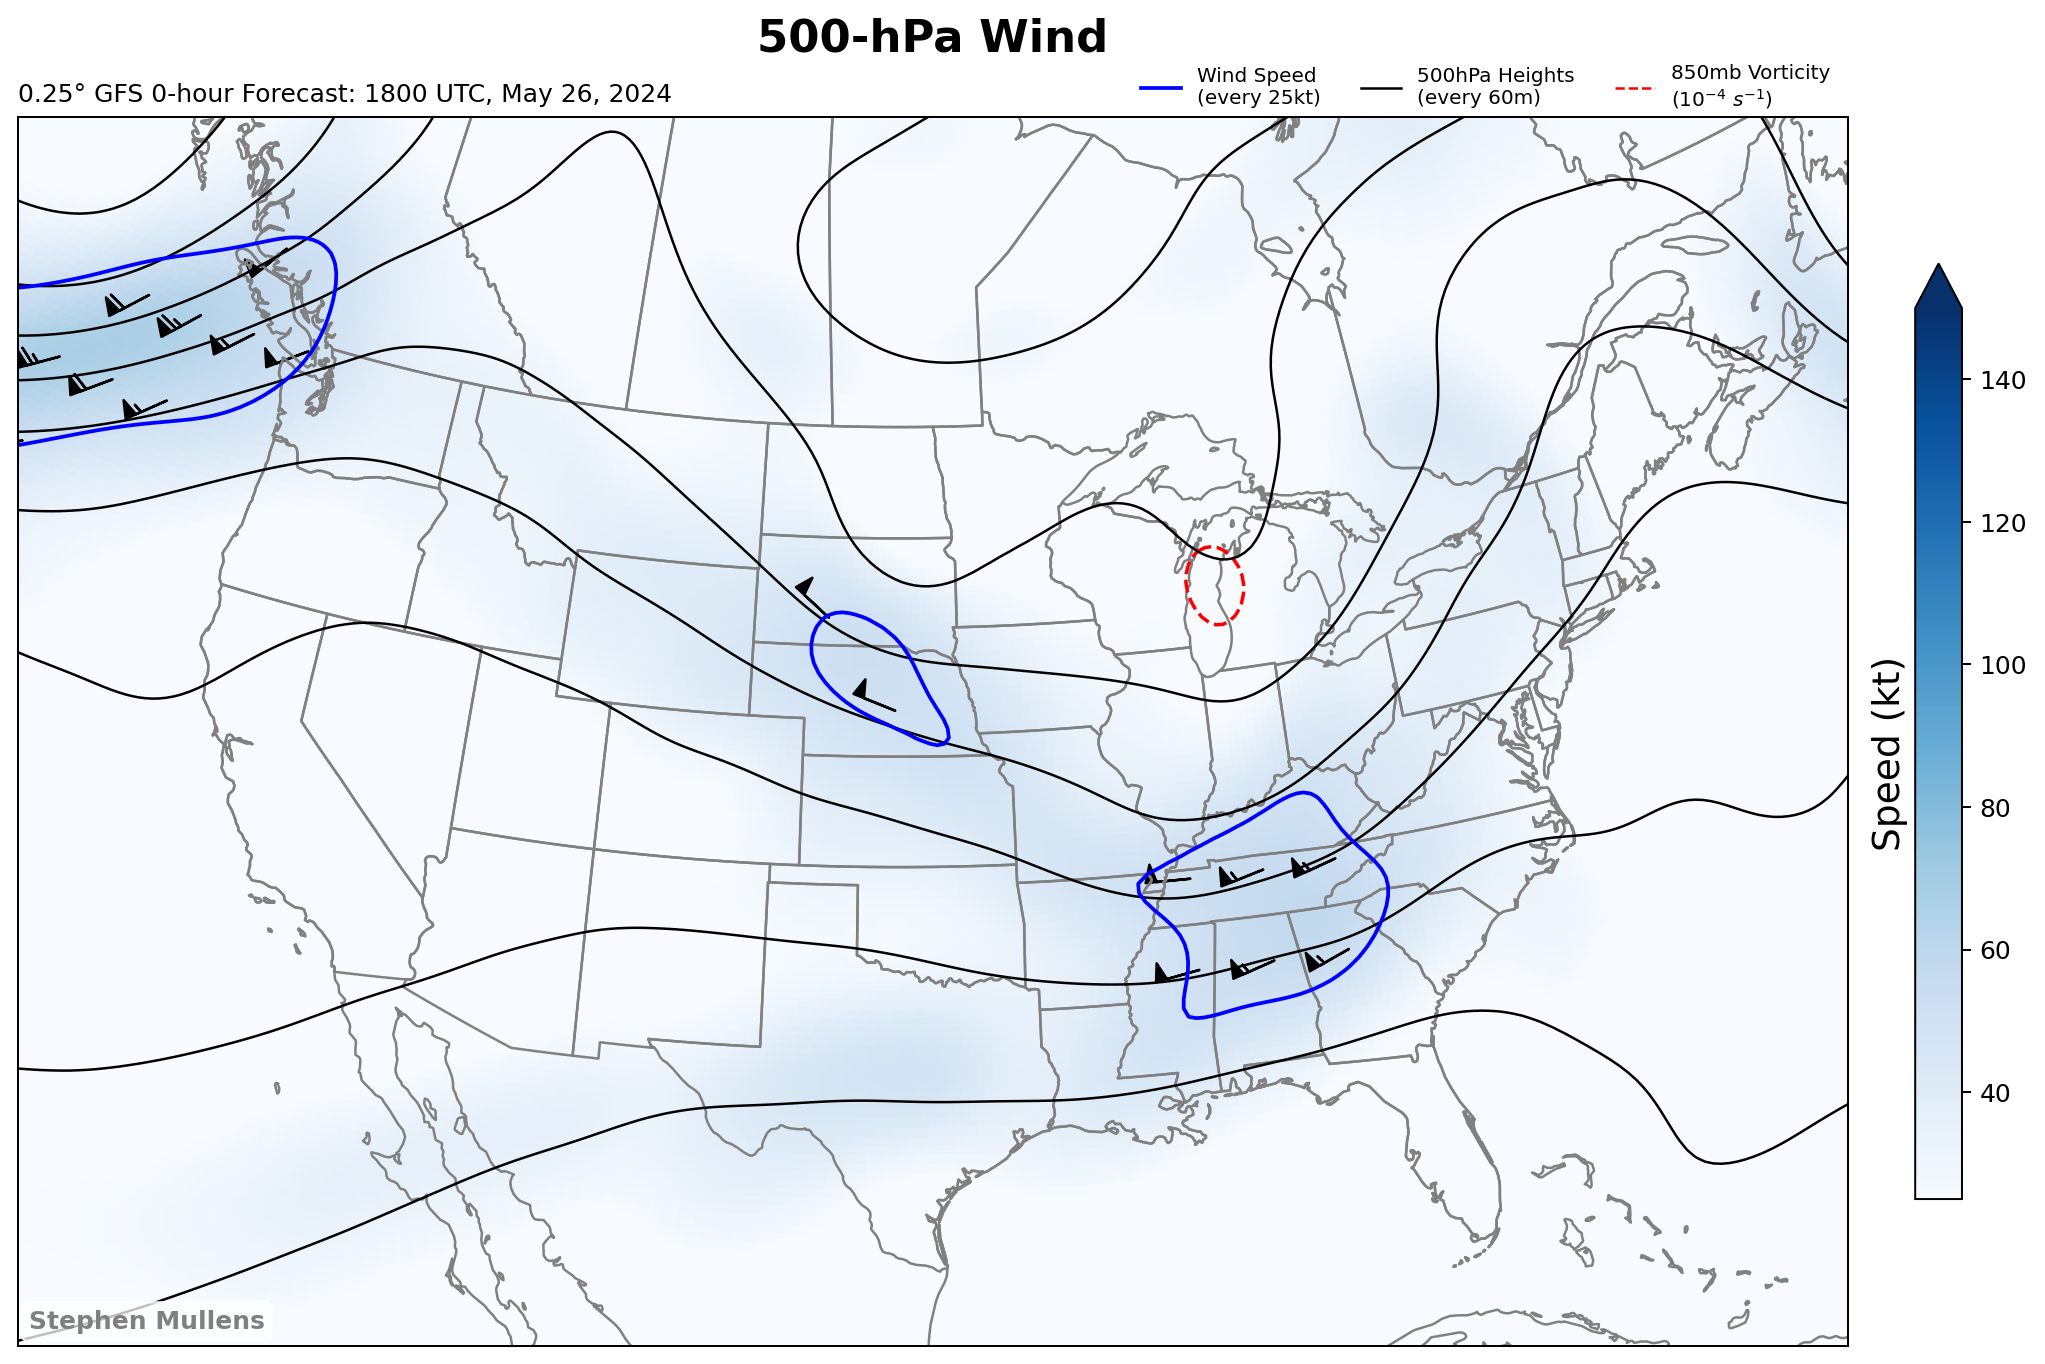 500-hPa Wind
0.25° GFS 0-hour Forecast: 1800 UTC, May 26, 2024
Wind Speed
(every 25kt)
500hPa Heights
(every 60m)
850mb Vorticity
(10⁻⁴ s⁻¹)
140
120
100
80
60
40
Speed (kt)
Stephen Mullens